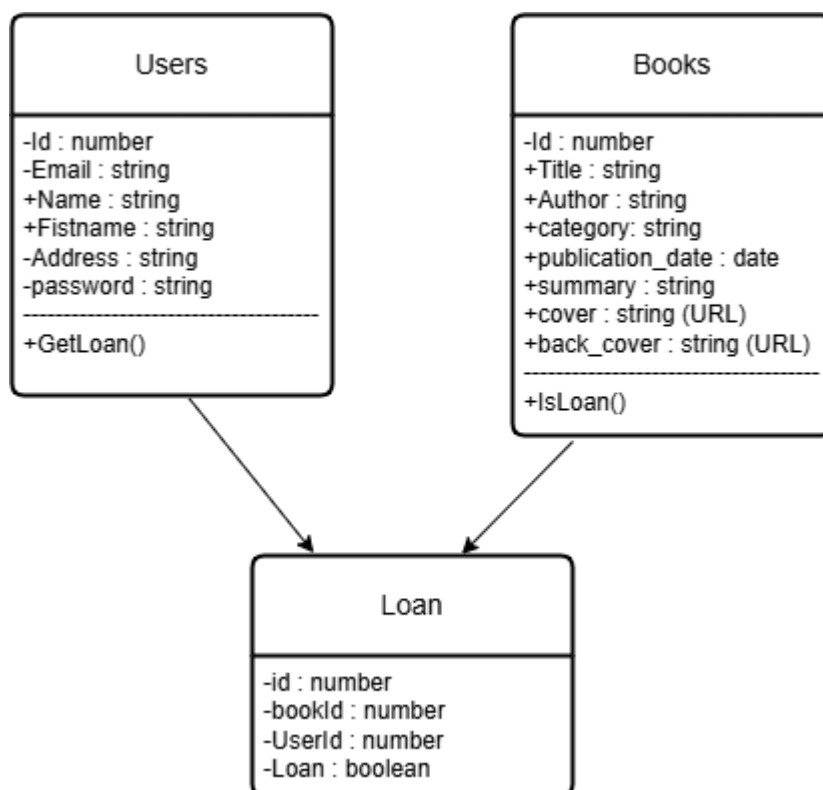 Users
-Id : number
-Email : string
+Name : string
+Fistname : string
-Address : string
-password : string
--------------------------------------
+GetLoan()
Books
-Id : number
+Title : string
+Author : string
+category: string
+publication_date : date
+summary : string
+cover : string (URL)
+back_cover : string (URL)
--------------------------------------
+IsLoan()
Loan
-id : number
-bookId : number
-UserId : number
-Loan : boolean